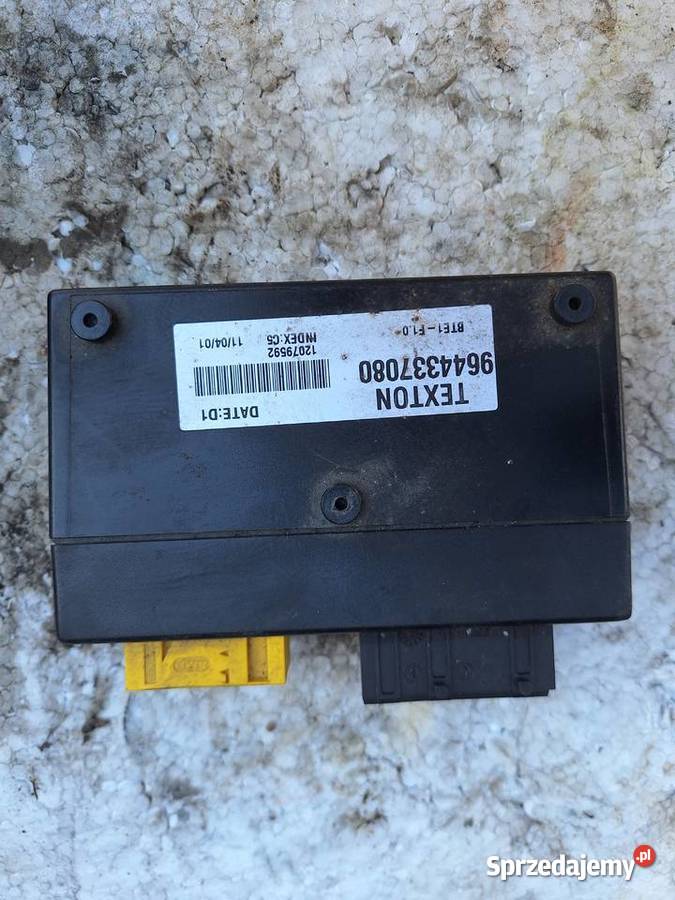 TEXTON
9644337080
BTE1-F1.0
12079592
INDEX:C5
11/04/01
DATE:D1
Sprzedajemy.pl